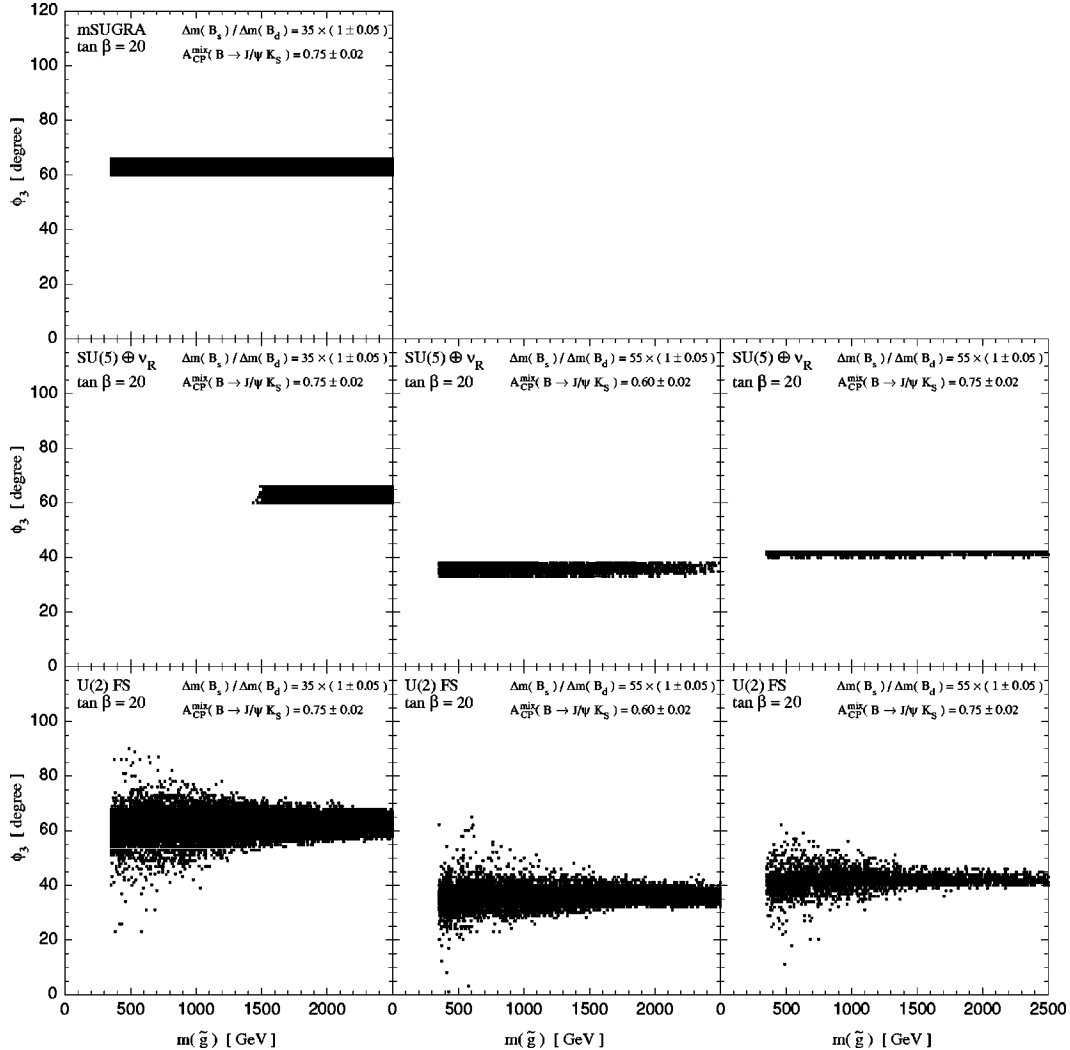 120
mSUGRA
tan β = 20
Δm( B_s ) / Δm( B_d ) = 35 × ( 1 ± 0.05 )
A_CP^mix( B → J/ψ K_S ) = 0.75 ± 0.02
100
80
60
40
20
0
ϕ_3 [ degree ]
SU(5) ⊕ ν_R
tan β = 20
Δm( B_s ) / Δm( B_d ) = 35 × ( 1 ± 0.05 )
A_CP^mix( B → J/ψ K_S ) = 0.75 ± 0.02
SU(5) ⊕ ν_R
tan β = 20
Δm( B_s ) / Δm( B_d ) = 55 × ( 1 ± 0.05 )
A_CP^mix( B → J/ψ K_S ) = 0.60 ± 0.02
SU(5) ⊕ ν_R
tan β = 20
Δm( B_s ) / Δm( B_d ) = 55 × ( 1 ± 0.05 )
A_CP^mix( B → J/ψ K_S ) = 0.75 ± 0.02
100
80
60
40
20
0
ϕ_3 [ degree ]
U(2) FS
tan β = 20
Δm( B_s ) / Δm( B_d ) = 35 × ( 1 ± 0.05 )
A_CP^mix( B → J/ψ K_S ) = 0.75 ± 0.02
U(2) FS
tan β = 20
Δm( B_s ) / Δm( B_d ) = 55 × ( 1 ± 0.05 )
A_CP^mix( B → J/ψ K_S ) = 0.60 ± 0.02
U(2) FS
tan β = 20
Δm( B_s ) / Δm( B_d ) = 55 × ( 1 ± 0.05 )
A_CP^mix( B → J/ψ K_S ) = 0.75 ± 0.02
100
80
60
40
20
0
ϕ_3 [ degree ]
0 500 1000 1500 2000 0 500 1000 1500 2000 0 500 1000 1500 2000 2500
m( g̃ ) [ GeV ] m( g̃ ) [ GeV ] m( g̃ ) [ GeV ]